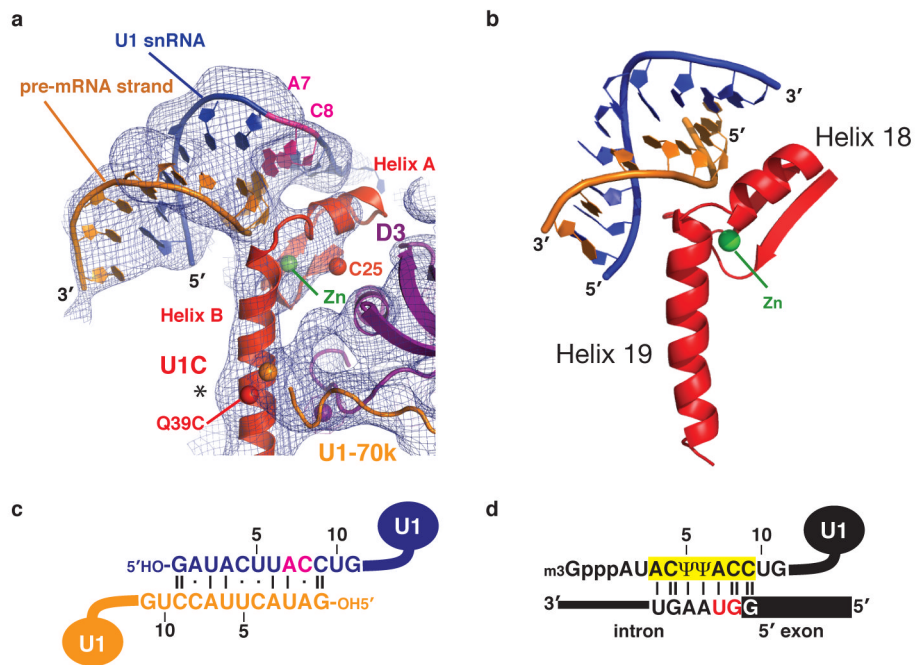 a
U1 snRNA
A7
pre-mRNA strand
C8
Helix A
D3
C25
3′
5′
Zn
Helix B
U1C
*
Q39C
U1-70k
b
3′
5′
Helix 18
3′
5′
Zn
Helix 19
c
5 10
U1
5′HO-GAUACUUACCUG
GUCCAUUCAUAG-OH5′
U1
10 5
d
5 10
U1
m3GpppAUACΨΨACCUG
3′ UGAAUGG 5′
intron 5′ exon